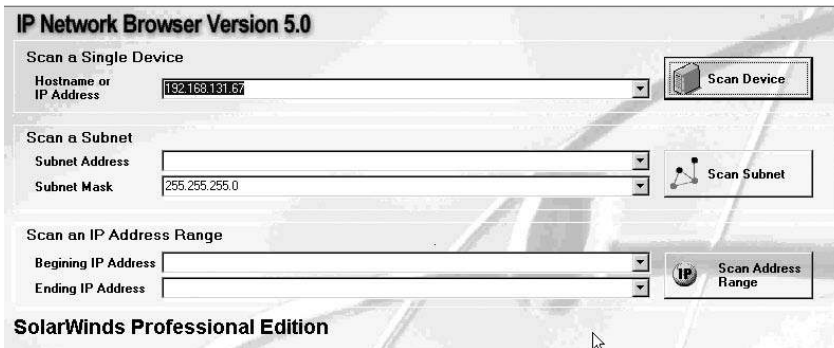 IP Network Browser Version 5.0
Scan a Single Device
Hostname or
IP Address
192.168.131.67
Scan Device
Scan a Subnet
Subnet Address
Subnet Mask
255.255.255.0
Scan Subnet
Scan an IP Address Range
Begining IP Address
Ending IP Address
IP
Scan Address
Range
SolarWinds Professional Edition